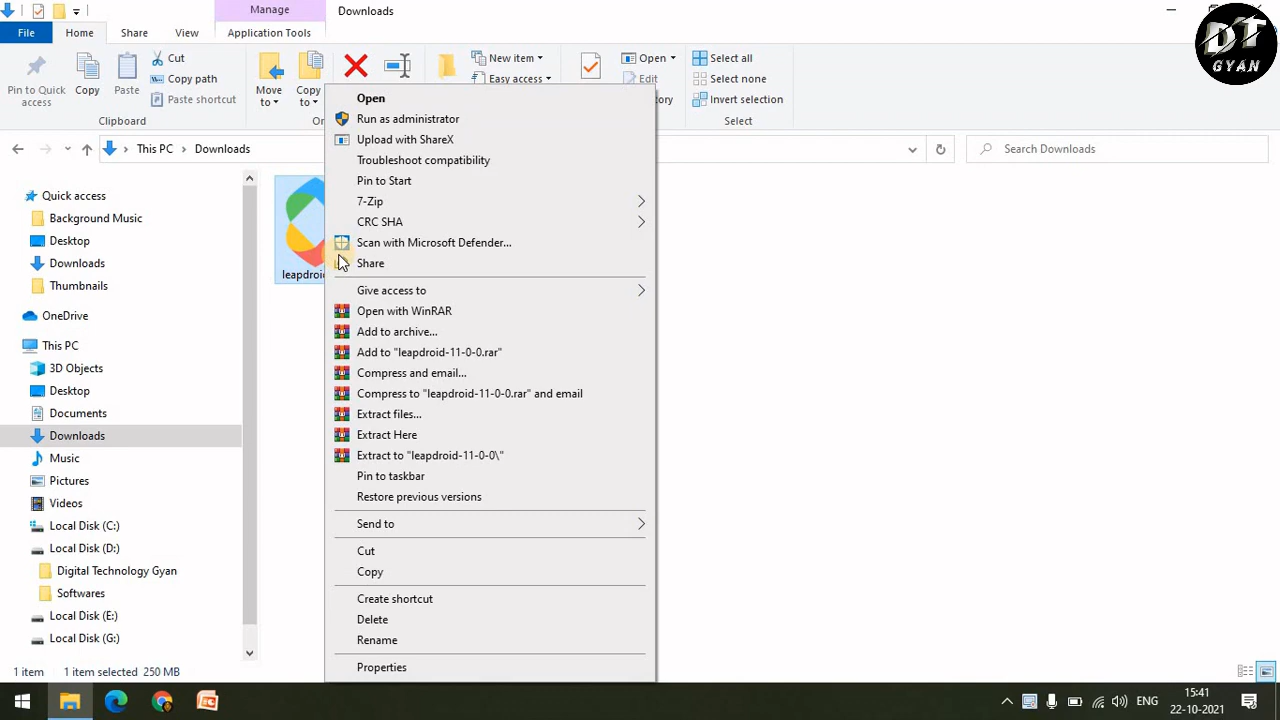 Manage
Downloads
File
Home
Share
View
Application Tools
Pin to Quick access
Copy
Paste
Cut
Copy path
Paste shortcut
Clipboard
Move to
Copy to
New item
Easy access
Open
Edit
Select all
Select none
Invert selection
Select
DT
GYAN
This PC
Downloads
Search Downloads
Quick access
Background Music
Desktop
Downloads
Thumbnails
OneDrive
This PC
3D Objects
Desktop
Documents
Downloads
Music
Pictures
Videos
Local Disk (C:)
Local Disk (D:)
Digital Technology Gyan
Softwares
Local Disk (E:)
Local Disk (G:)
Open
Run as administrator
Upload with ShareX
Troubleshoot compatibility
Pin to Start
7-Zip
CRC SHA
Scan with Microsoft Defender...
Share
Give access to
Open with WinRAR
Add to archive...
Add to "leapdroid-11-0-0.rar"
Compress and email...
Compress to "leapdroid-11-0-0.rar" and email
Extract files...
Extract Here
Extract to "leapdroid-11-0-0\"
Pin to taskbar
Restore previous versions
Send to
Cut
Copy
Create shortcut
Delete
Rename
Properties
1 item
1 item selected 250 MB
ENG
15:41
22-10-2021